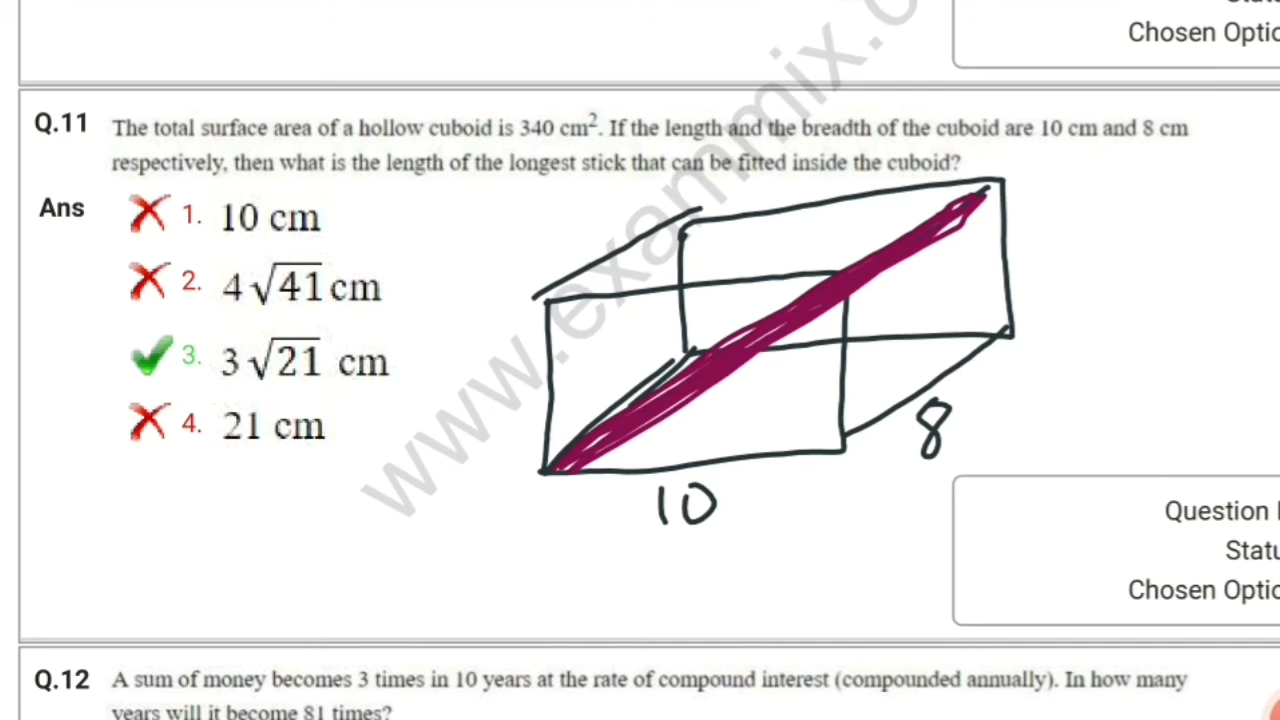 Chosen Optic
Q.11 The total surface area of a hollow cuboid is 340 cm². If the length and the breadth of the cuboid are 10 cm and 8 cm
respectively, then what is the length of the longest stick that can be fitted inside the cuboid?
Ans
1. 10 cm
2. 4√41 cm
3. 3√21 cm
4. 21 cm
8
10
www.exammix.c
Question
Statu
Chosen Optic
Q.12 A sum of money becomes 3 times in 10 years at the rate of compound interest (compounded annually). In how many
years will it become 81 times?